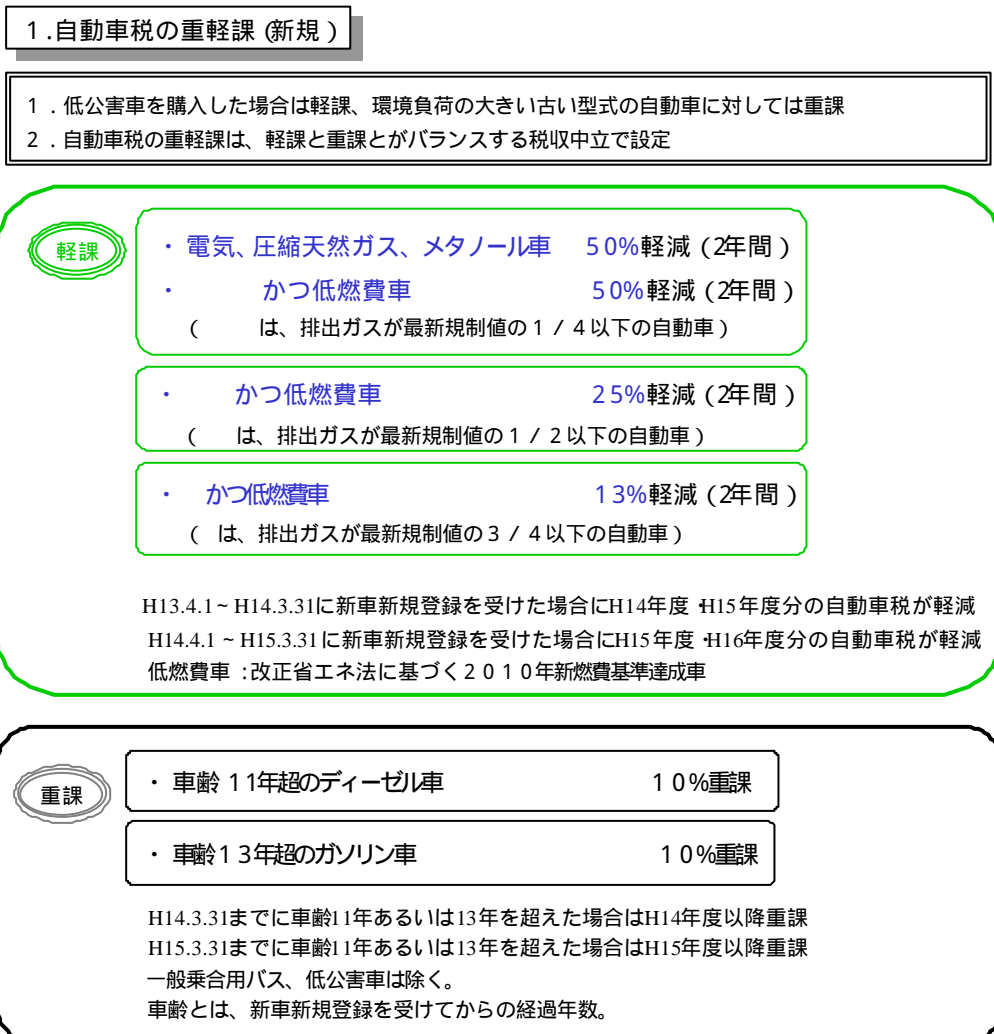 １.自動車税の重軽課(新規）
１．低公害車を購入した場合は軽課、環境負荷の大きい古い型式の自動車に対しては重課
２．自動車税の重軽課は、軽課と重課とがバランスする税収中立で設定
軽課
・電気、圧縮天然ガス、メタノール車　５0%軽減（2年間）
・　　　かつ低燃費車　５0%軽減（2年間）
（　　　は、排出ガスが最新規制値の１／４以下の自動車）
・　　かつ低燃費車　２5%軽減（2年間）
（　　は、排出ガスが最新規制値の１／２以下の自動車）
・　かつ低燃費車　１3%軽減（2年間）
（　は、排出ガスが最新規制値の３／４以下の自動車）
H13.4.1～H14.3.31に新車新規登録を受けた場合にH14年度・H15年度分の自動車税が軽減
H14.4.1～H15.3.31に新車新規登録を受けた場合にH15年度・H16年度分の自動車税が軽減
低燃費車：改正省エネ法に基づく２０１０年新燃費基準達成車
重課
・車齢１1年超のディーゼル車　１０%重課
・車齢１３年超のガソリン車　１０%重課
H14.3.31までに車齢11年あるいは13年を超えた場合はH14年度以降重課
H15.3.31までに車齢11年あるいは13年を超えた場合はH15年度以降重課
一般乗合用バス、低公害車は除く。
車齢とは、新車新規登録を受けてからの経過年数。